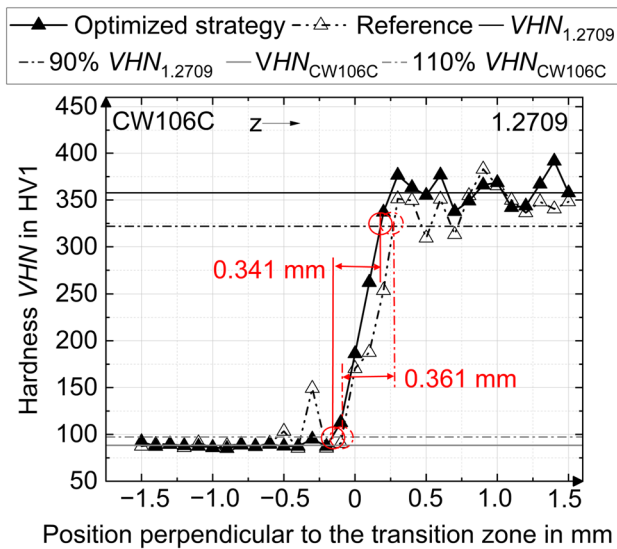 Optimized strategy Reference VHN1.2709
90% VHN1.2709 VHNCW106C 110% VHNCW106C
450
CW106C z 1.2709
400
350
300
0.341 mm
250
200
150
0.361 mm
100
50
−1.5 −1.0 −0.5 0 0.5 1.0 1.5
Hardness VHN in HV1
Position perpendicular to the transition zone in mm